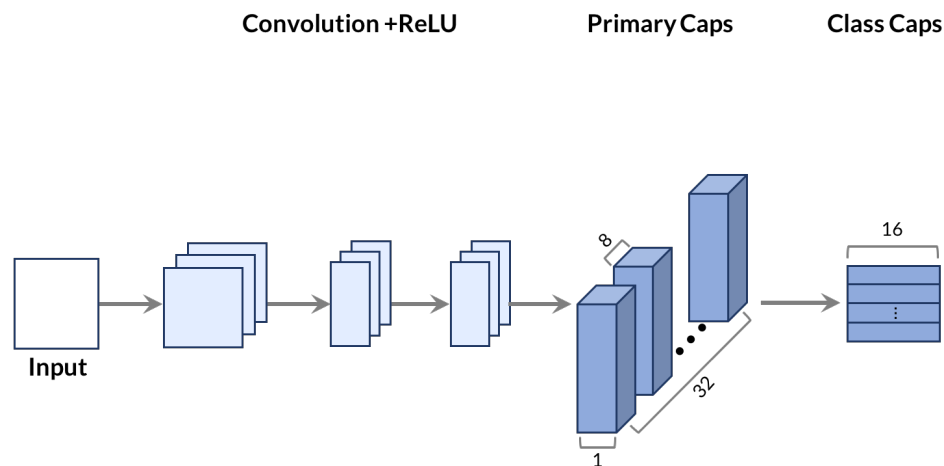 Convolution +ReLU
Primary Caps
Class Caps
Input
8
32
1
16